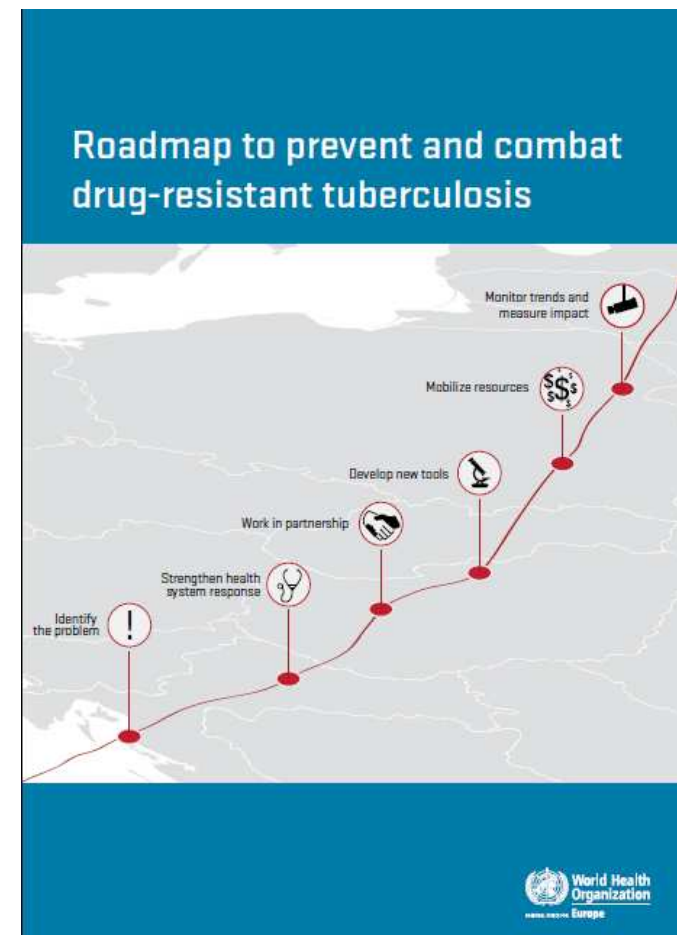 Roadmap to prevent and combat
drug-resistant tuberculosis
Monitor trends and
measure impact
Mobilize resources
Develop new tools
Work in partnership
Strengthen health
system response
Identify
the problem
World Health
Organization
Europe